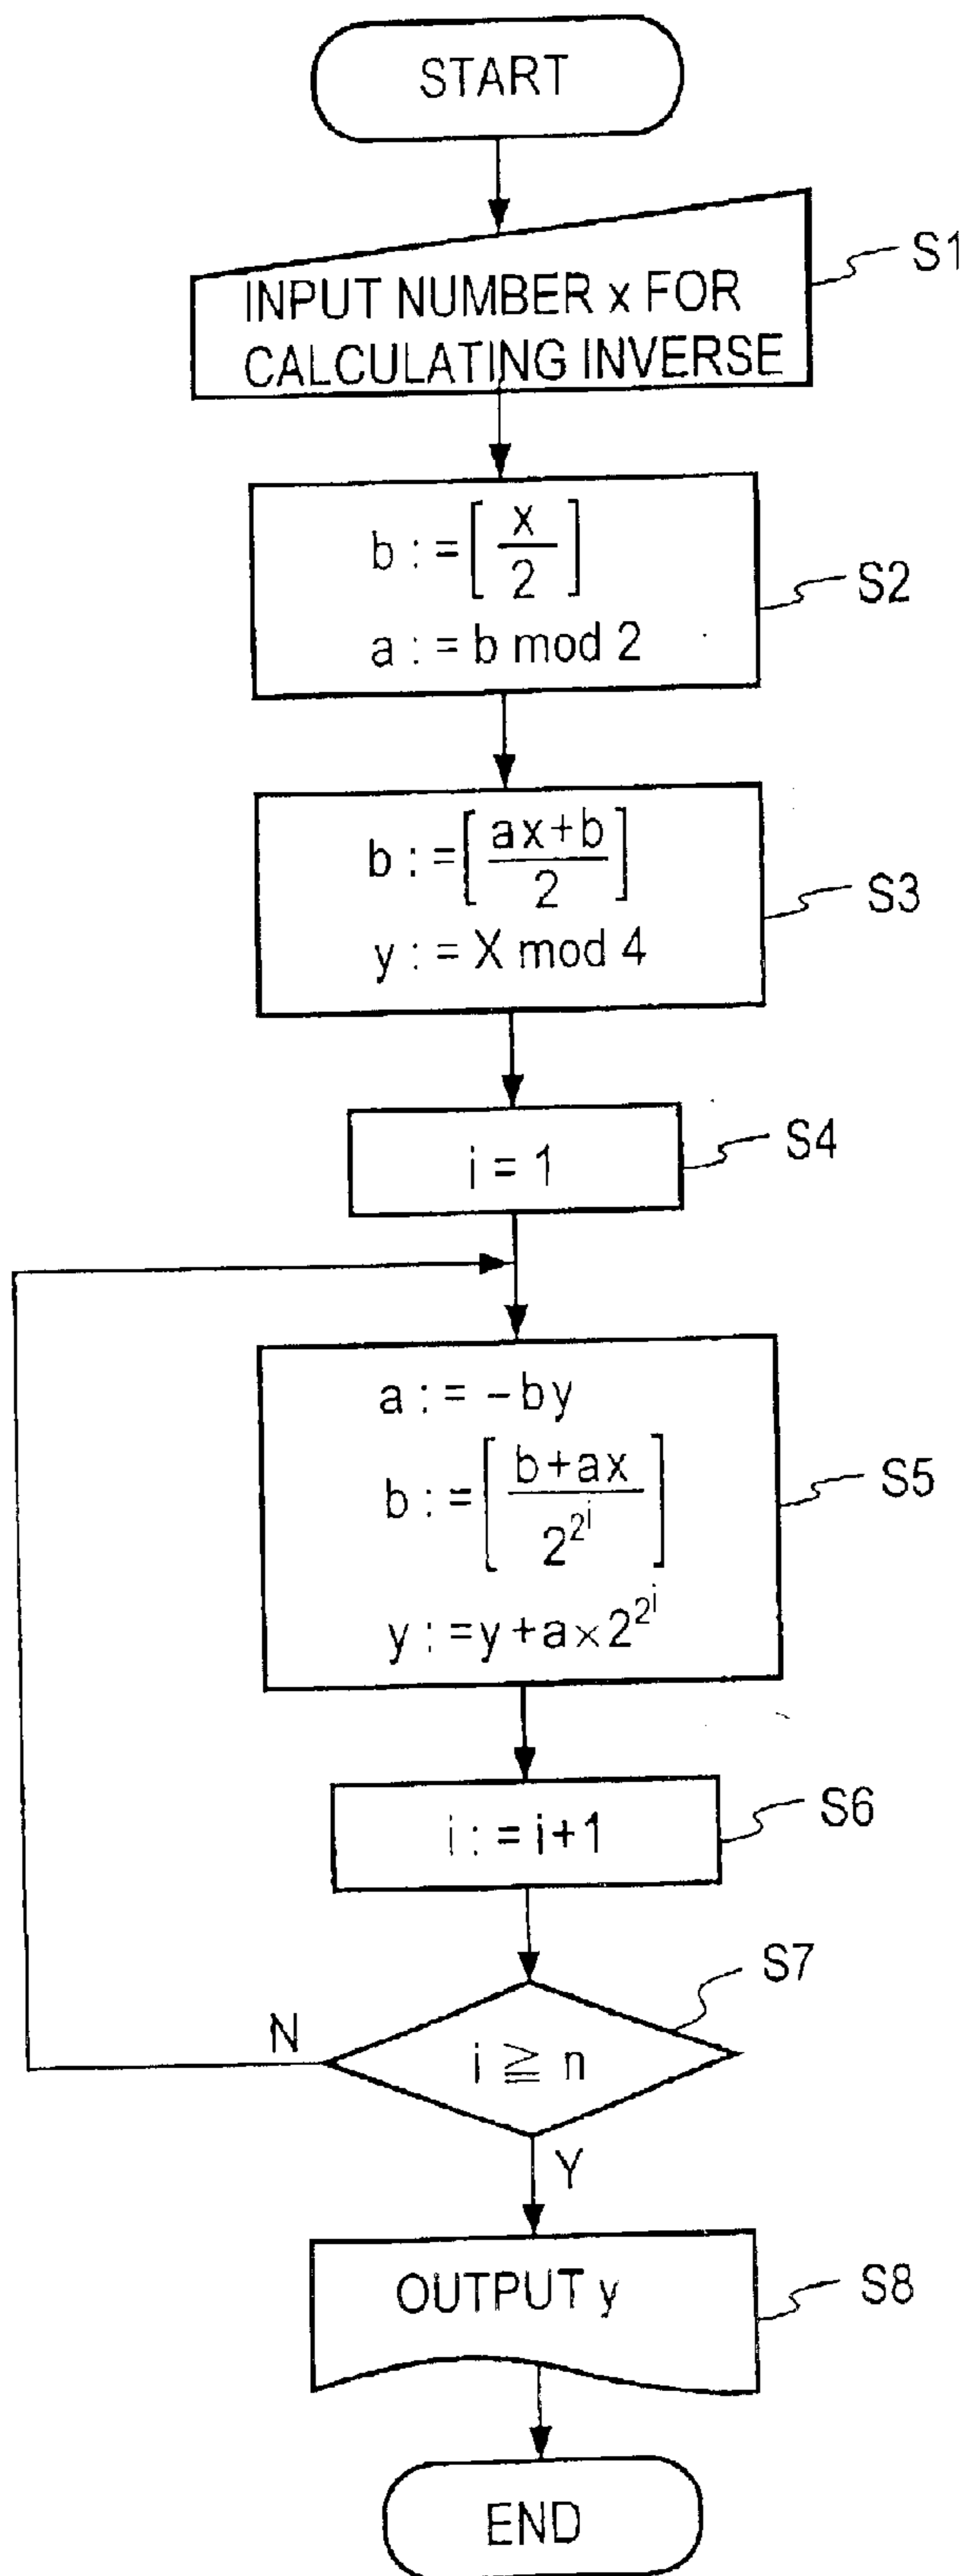 START
INPUT NUMBER x FOR
CALCULATING INVERSE
S1
b := [x/2]
a := b mod 2
S2
b := [(ax+b)/2]
y := X mod 4
S3
i = 1
S4
a := -by
b := [(b+ax)/2^{2^i}]
y := y+a×2^{2^i}
S5
i := i+1
S6
S7
i ≧ n
N
Y
OUTPUT y
S8
END